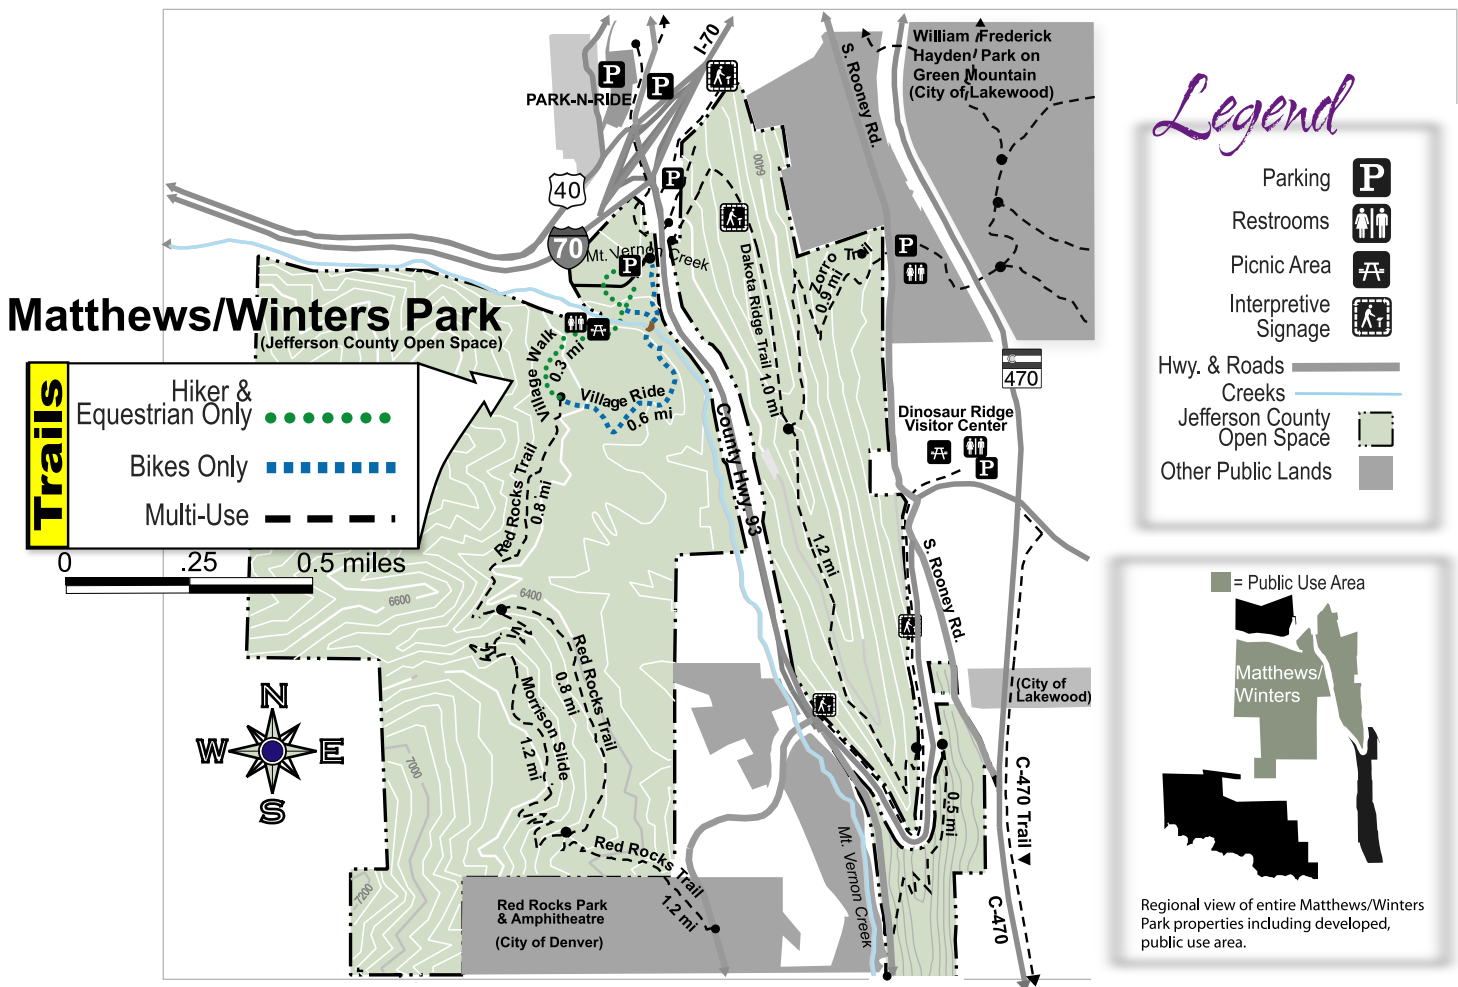 I-70
PARK-N-RIDE
P
P
William Frederick
Hayden Park on
Green Mountain
(City of Lakewood)
S. Rooney Rd.
6400
40
70
P
Mt. Vernon Creek
P
Dakota Ridge Trail 1.0 mi
Zorro Trail
0.9 mi
P
Matthews/Winters Park
(Jefferson County Open Space)
Village Walk
0.3 mi
Village Ride
0.6 mi
470
Dinosaur Ridge
Visitor Center
P
County Hwy. 93
Trails
Hiker &
Equestrian Only
Bikes Only
Multi-Use
0 .25 0.5 miles
Red Rocks Trail
0.8 mi
1.2 mi
S. Rooney Rd.
6600
6400
Red Rocks Trail
0.8 mi
Morrison Slide
1.2 mi
(City of
Lakewood)
N
W E
S
7000
7200
C-470 Trail
0.5 mi
Mt. Vernon Creek
C-470
Red Rocks Trail
1.2 mi
Red Rocks Park
& Amphitheatre
(City of Denver)
Legend
Parking P
Restrooms
Picnic Area
Interpretive
Signage
Hwy. & Roads
Creeks
Jefferson County
Open Space
Other Public Lands
= Public Use Area
Matthews/
Winters
Regional view of entire Matthews/Winters
Park properties including developed,
public use area.